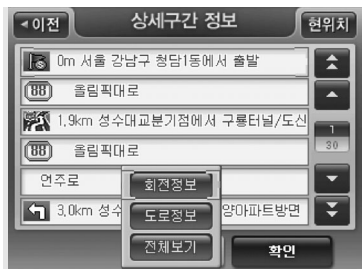 이전
상세구간 정보
현위치
0m 서울 강남구 청담1동에서 출발
88 올림픽대로
1.9km 성수대교분기점에서 구룡터널/도신
88 올림픽대로
언주로
3.0km 성수
양아파트방면
1
30
회전정보
도로정보
전체보기
확인